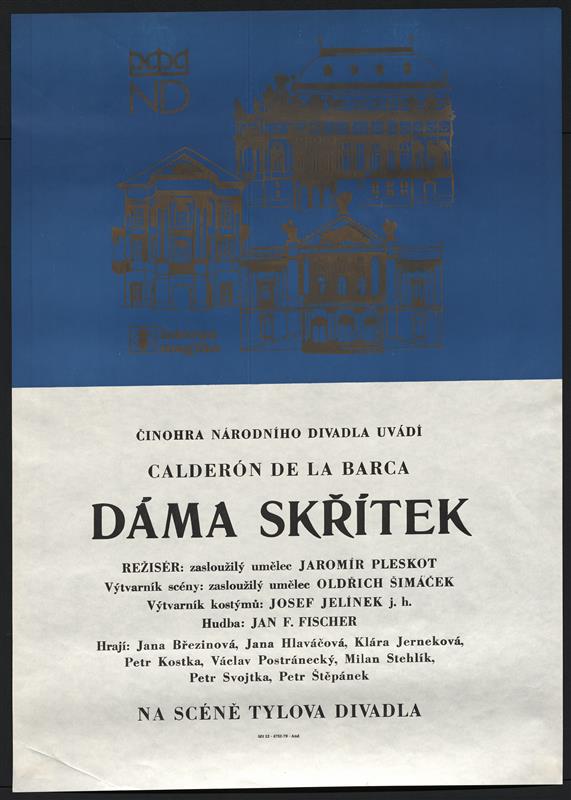 ND
ČINOHRA NÁRODNÍHO DIVADLA UVÁDÍ
CALDERÓN DE LA BARCA
DÁMA SKŘÍTEK
REŽISÉR: zasloužilý umělec JAROMÍR PLESKOT
Výtvarník scény: zasloužilý umělec OLDŘICH ŠIMÁČEK
Výtvarník kostýmů: JOSEF JELÍNEK j. h.
Hudba: JAN F. FISCHER
Hrají: Jana Březinová, Jana Hlaváčová, Klára Jerneková,
Petr Kostka, Václav Postránecký, Milan Stehlík,
Petr Svojtka, Petr Štěpánek
NA SCÉNĚ TYLOVA DIVADLA